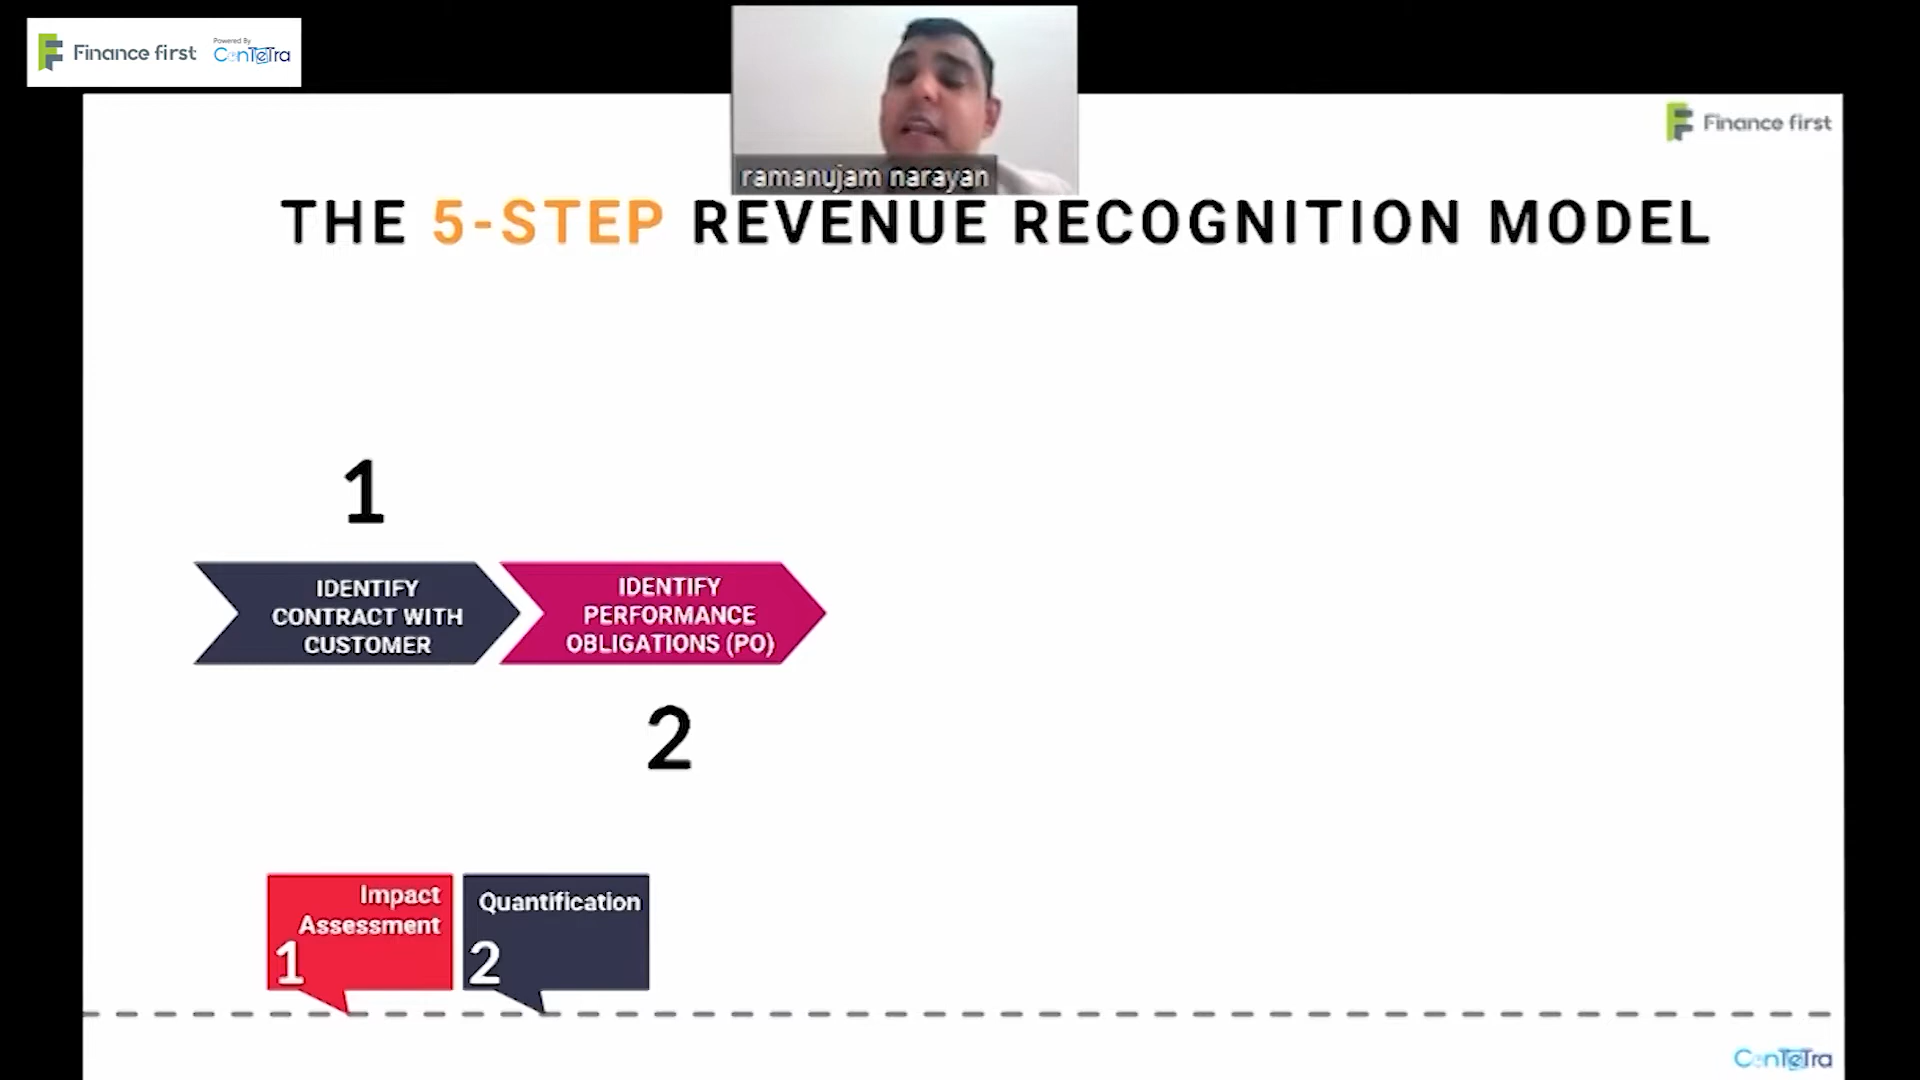 Finance first
Powered By
ConTeTra
ramanujam narayan
Finance first
THE 5-STEP REVENUE RECOGNITION MODEL
1
IDENTIFY
CONTRACT WITH
CUSTOMER
IDENTIFY
PERFORMANCE
OBLIGATIONS (PO)
2
Impact
Assessment
1
Quantification
2
ConTeTra